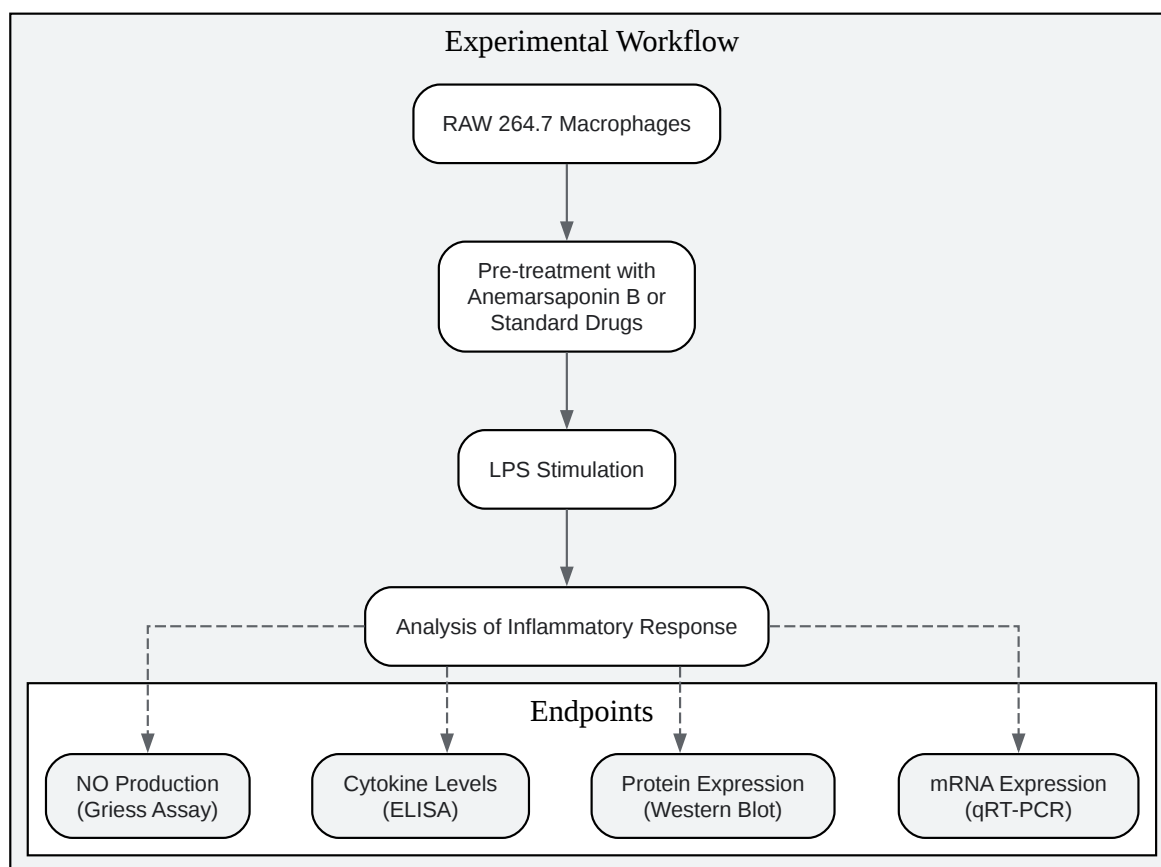 Experimental Workflow
RAW 264.7 Macrophages
Pre-treatment with
Anemarsaponin B or
Standard Drugs
LPS Stimulation
Analysis of Inflammatory Response
Endpoints
NO Production
(Griess Assay)
Cytokine Levels
(ELISA)
Protein Expression
(Western Blot)
mRNA Expression
(qRT-PCR)